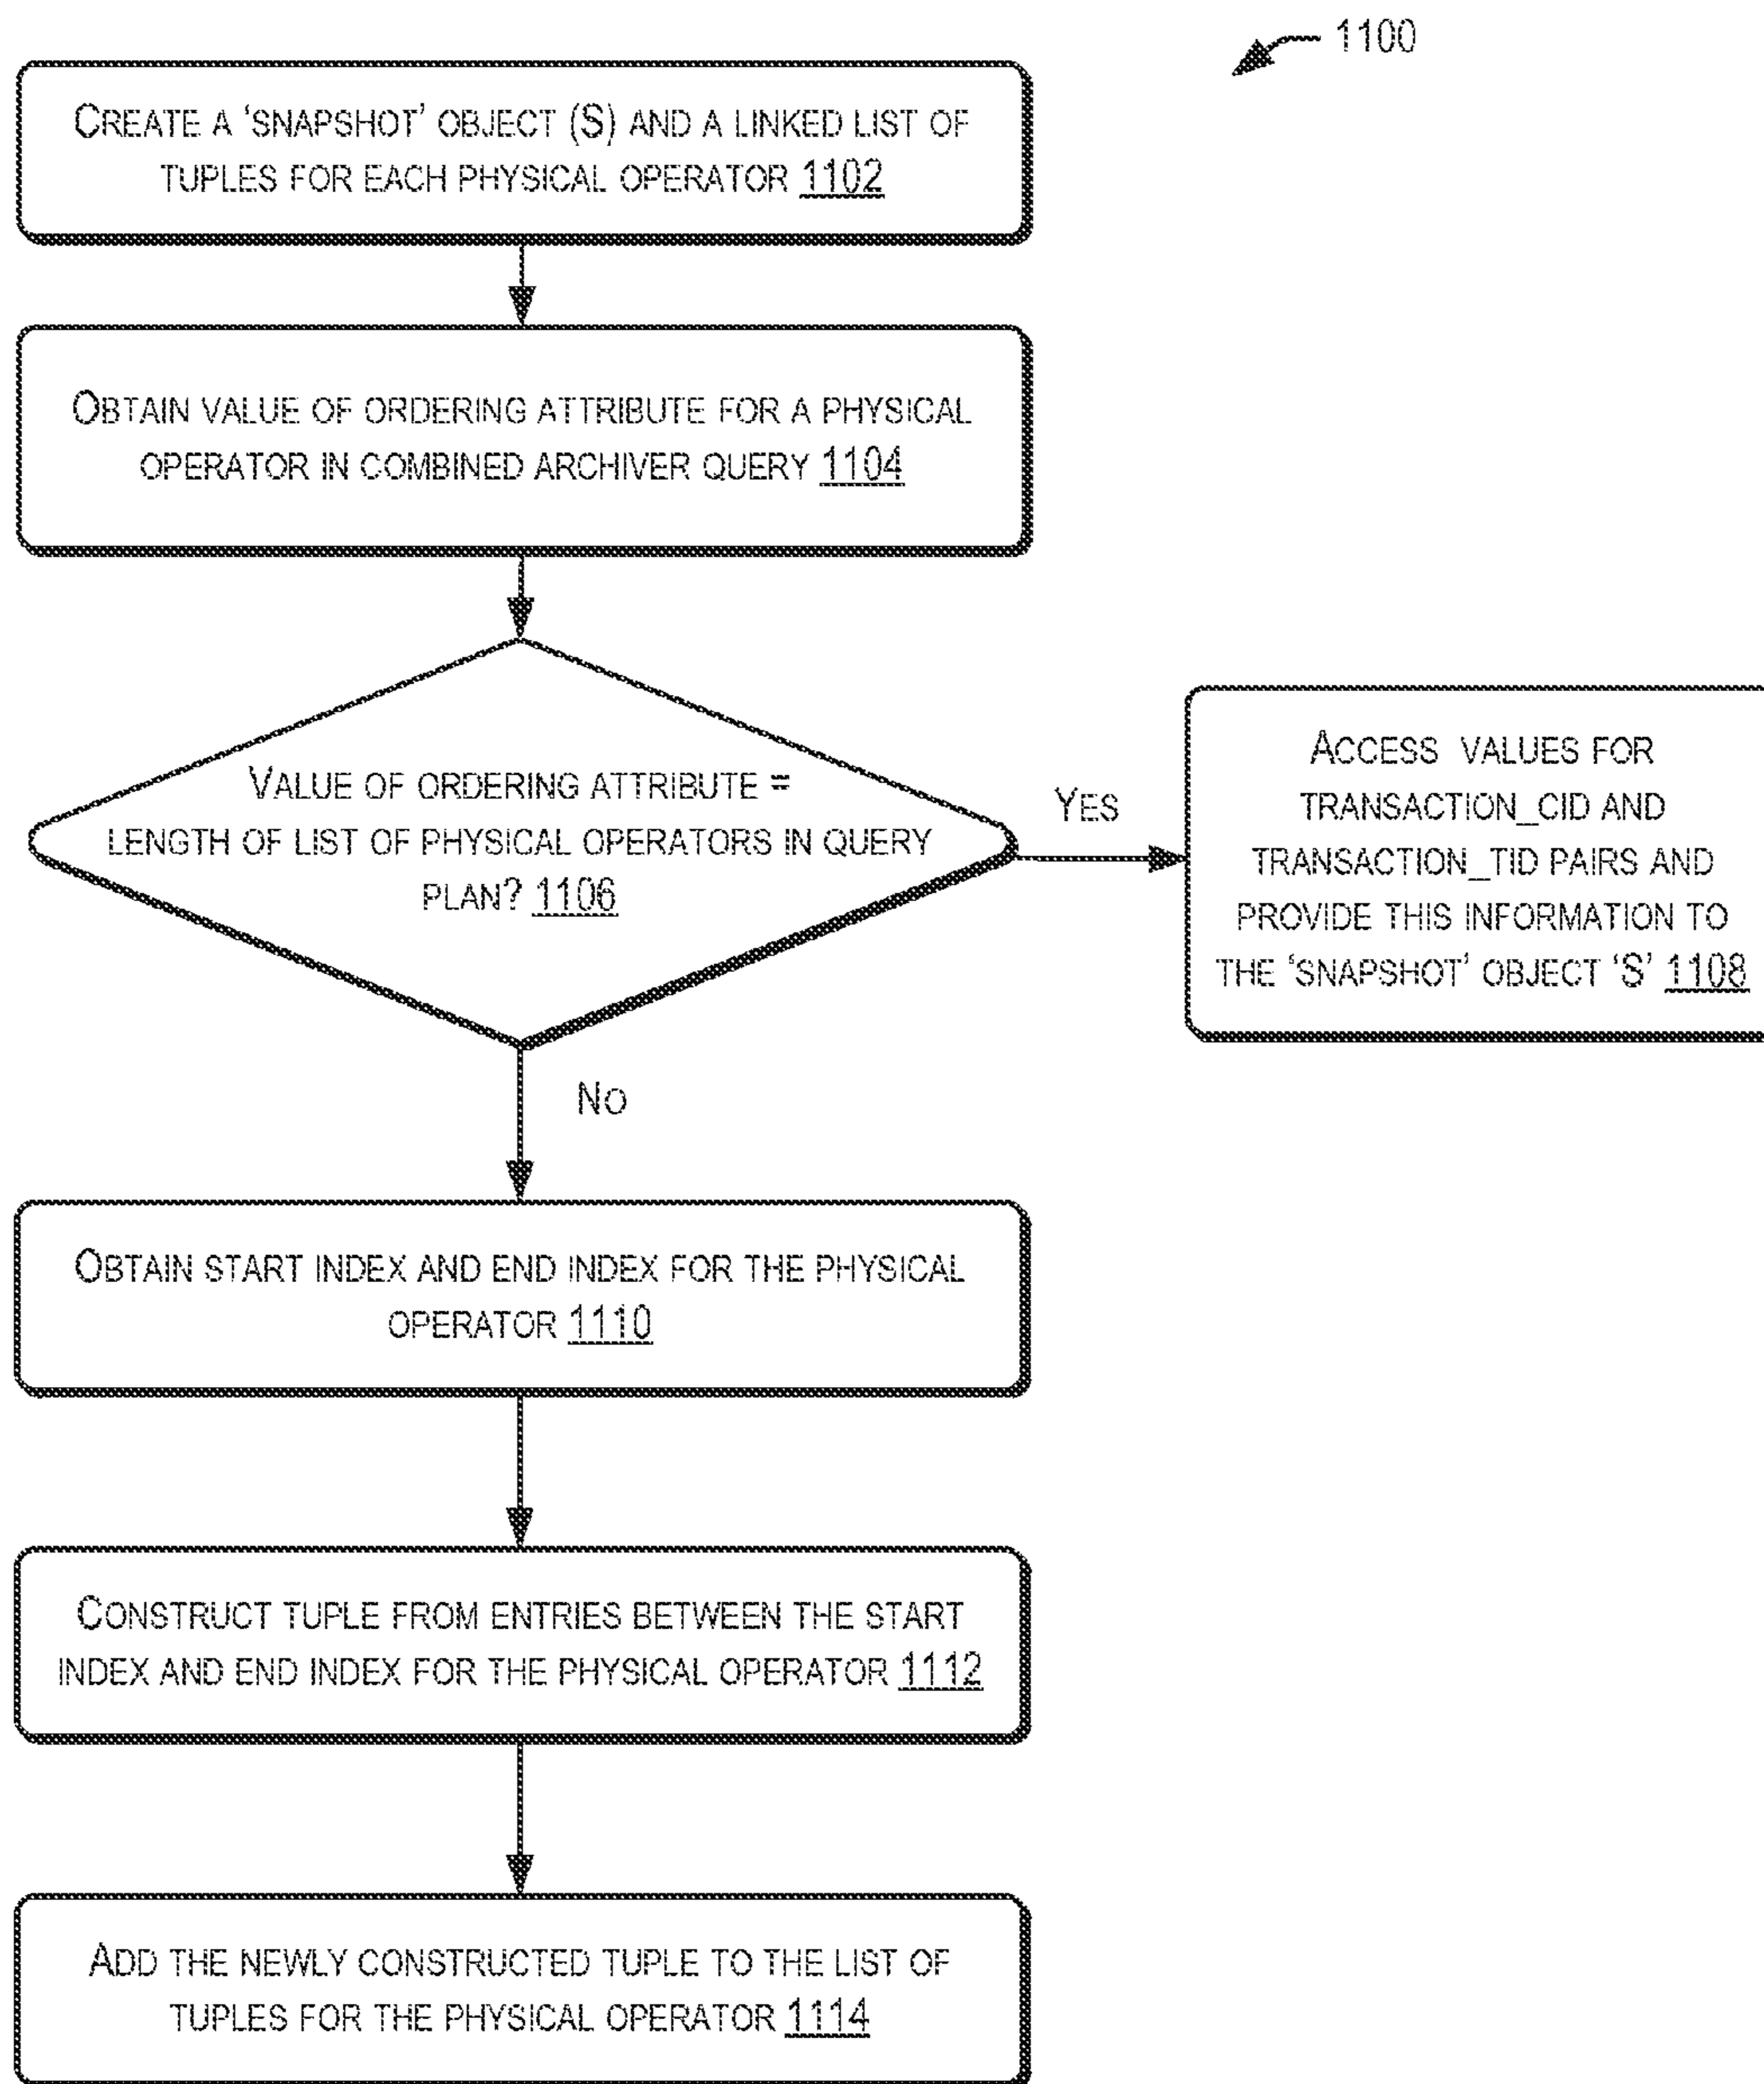 1100
CREATE A 'SNAPSHOT' OBJECT (S) AND A LINKED LIST OF
TUPLES FOR EACH PHYSICAL OPERATOR 1102
OBTAIN VALUE OF ORDERING ATTRIBUTE FOR A PHYSICAL
OPERATOR IN COMBINED ARCHIVER QUERY 1104
VALUE OF ORDERING ATTRIBUTE =
LENGTH OF LIST OF PHYSICAL OPERATORS IN QUERY
PLAN? 1106
YES
ACCESS VALUES FOR
TRANSACTION_CID AND
TRANSACTION_TID PAIRS AND
PROVIDE THIS INFORMATION TO
THE 'SNAPSHOT' OBJECT 'S' 1108
NO
OBTAIN START INDEX AND END INDEX FOR THE PHYSICAL
OPERATOR 1110
CONSTRUCT TUPLE FROM ENTRIES BETWEEN THE START
INDEX AND END INDEX FOR THE PHYSICAL OPERATOR 1112
ADD THE NEWLY CONSTRUCTED TUPLE TO THE LIST OF
TUPLES FOR THE PHYSICAL OPERATOR 1114